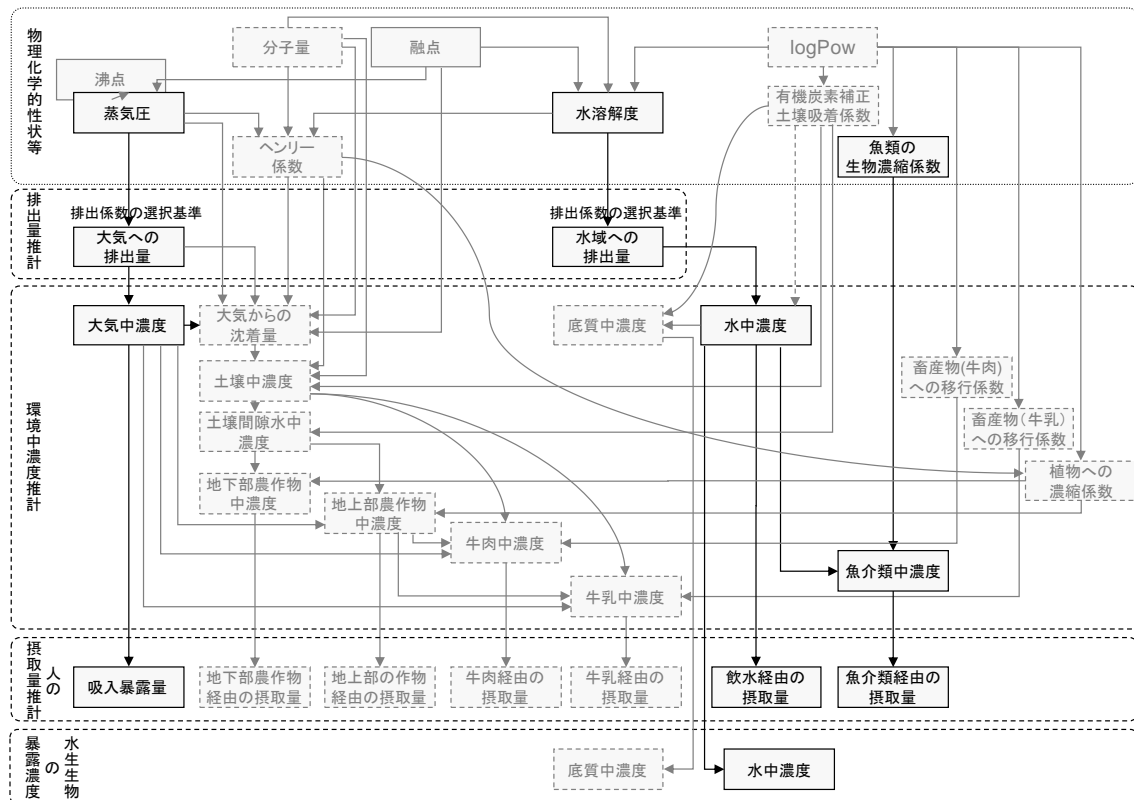 物理化学的性状等
分子量
融点
logPow
沸点
蒸気圧
水溶解度
有機炭素補正
土壌吸着係数
ヘンリー
係数
魚類の
生物濃縮係数
排出量推計
排出係数の選択基準
排出係数の選択基準
大気への
排出量
水域への
排出量
環境中濃度推計
大気中濃度
大気からの
沈着量
底質中濃度
水中濃度
土壌中濃度
畜産物(牛肉)
への移行係数
土壌間隙水中
濃度
畜産物(牛乳)
への移行係数
地下部農作物
中濃度
植物への
濃縮係数
地上部農作物
中濃度
牛肉中濃度
魚介類中濃度
牛乳中濃度
人の
摂取量推計
吸入暴露量
地下部農作物
経由の摂取量
地上部の作物
経由の摂取量
牛肉経由の
摂取量
牛乳経由の
摂取量
飲水経由の
摂取量
魚介類経由の
摂取量
水生生物
の
暴露濃度
底質中濃度
水中濃度